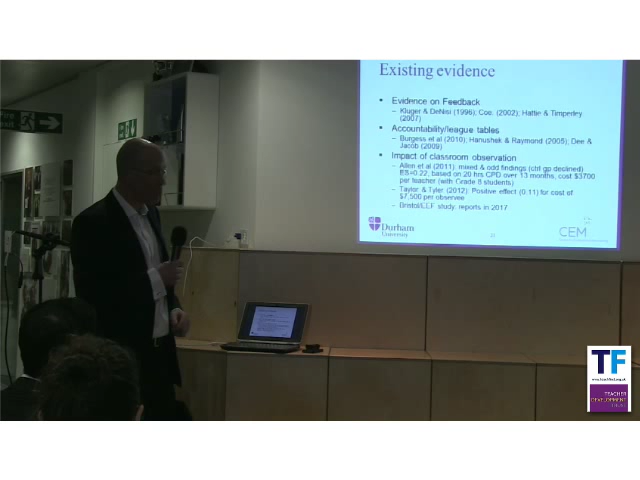 Existing evidence
• Evidence on Feedback
– Kluger & DeNisi (1996); Coe, (2002); Hattie & Timperley, (2007)
• Accountability/league tables
– Burgess et al (2010); Hanushek & Raymond (2005); Dee & Jacob (2009)
• Impact of classroom observation
– Allen et al (2011): mixed & odd findings (ctrl gp declined)
ES=0.22, based on 20 hrs CPD over 13 months, cost $3700
per teacher (with Grade 8 students)
– Taylor & Tyler (2012): Positive effect (0.11) for cost of
$7,500 per observee
– Bristol/EEF study: reports in 2017
Durham
University
CEM
TF
TEACHER
DEVELOPMENT
TRUST